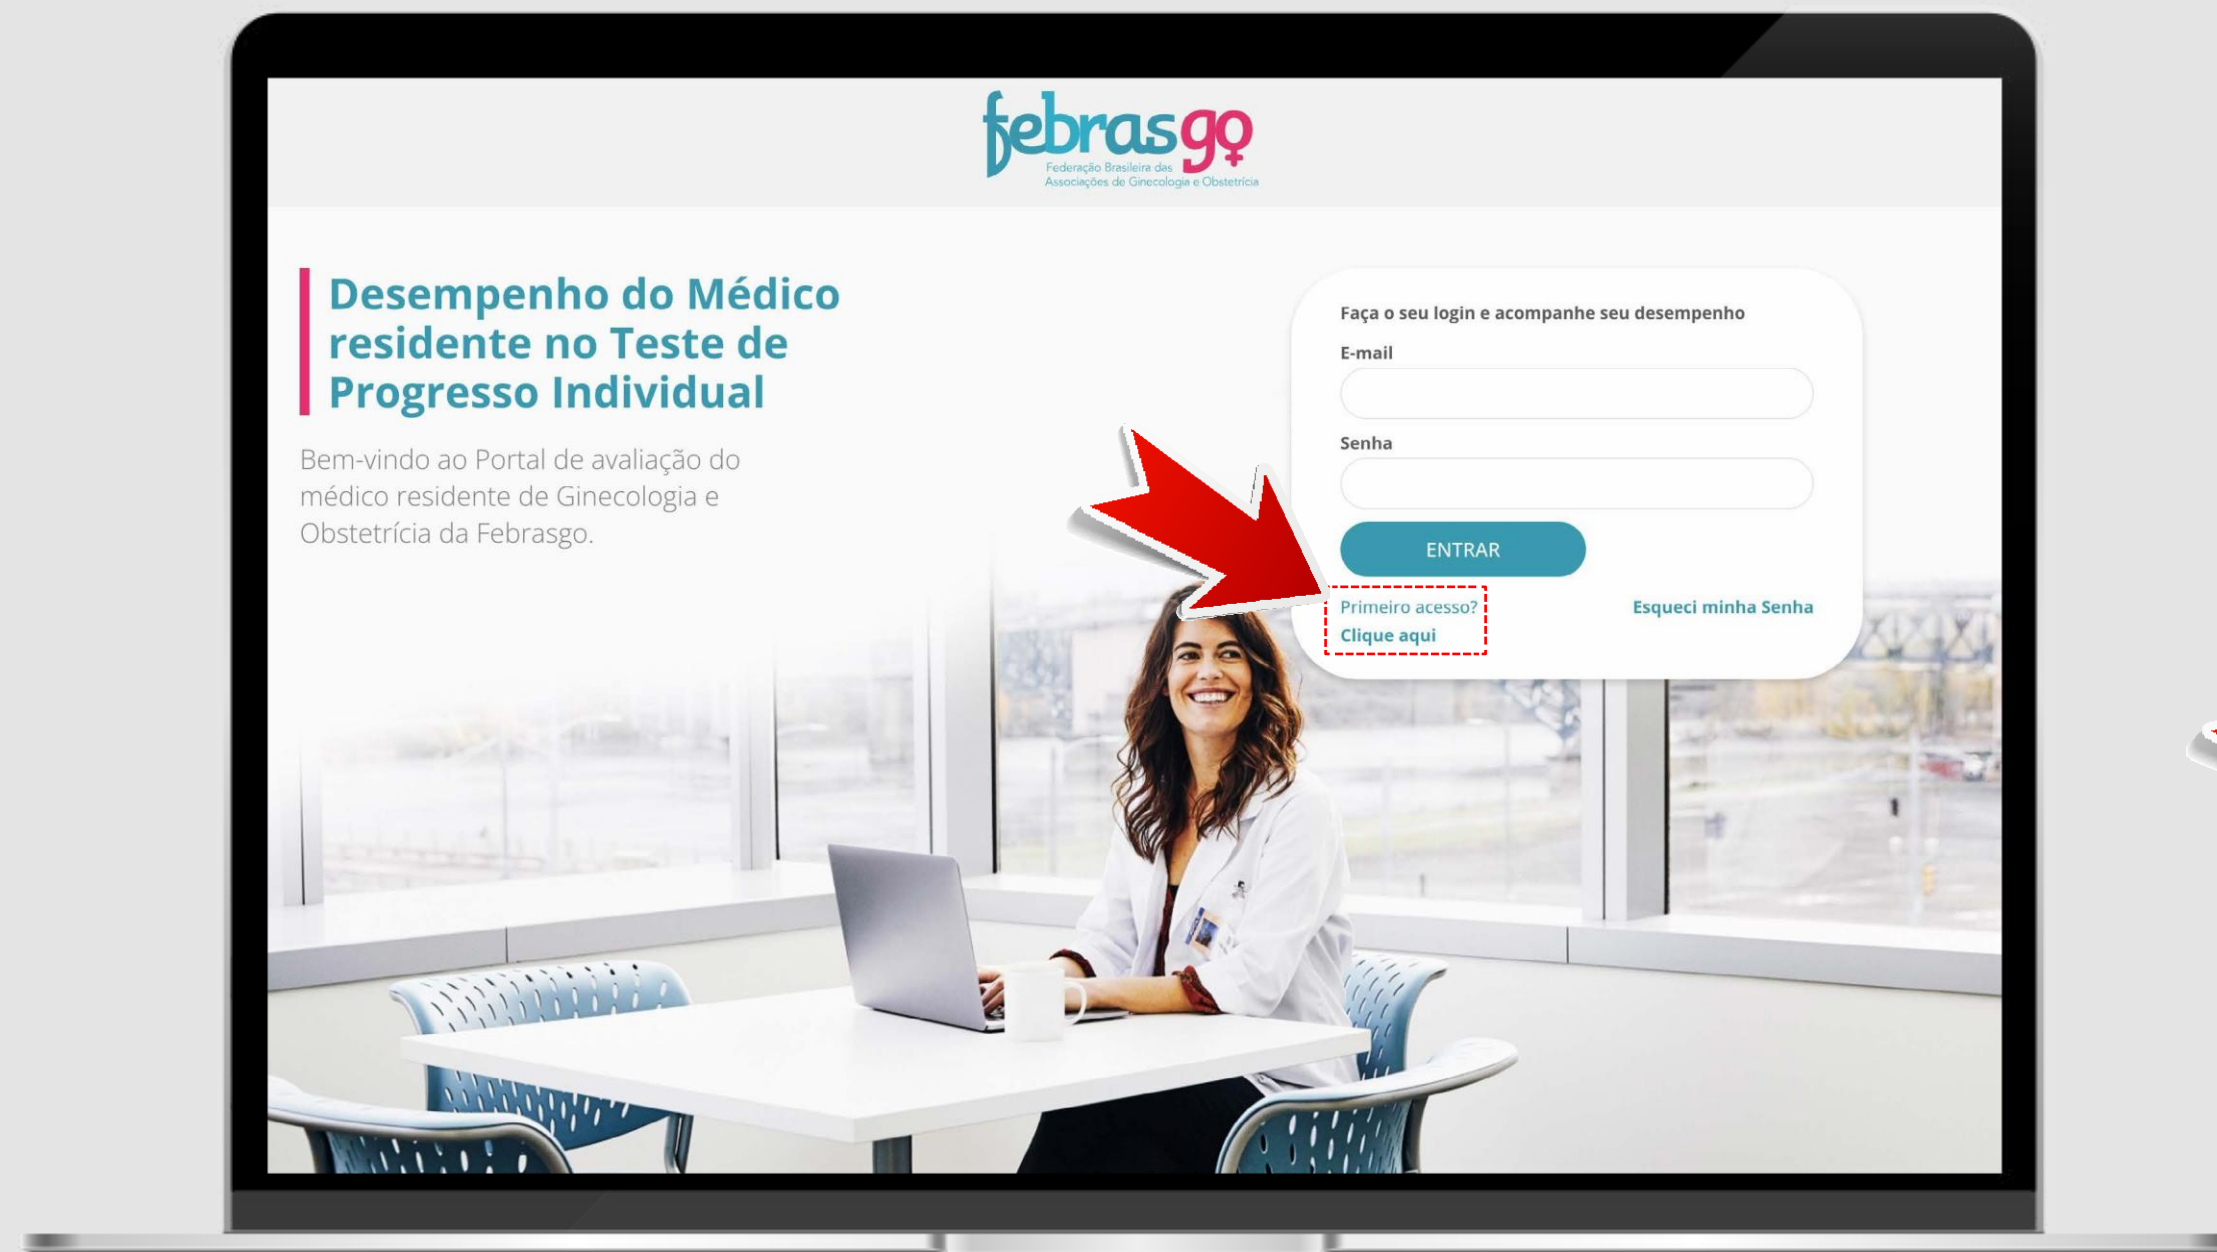 febrasgo
Federação Brasileira das
Associações de Ginecologia e Obstetrícia
Desempenho do Médico
residente no Teste de
Progresso Individual
Bem-vindo ao Portal de avaliação do
médico residente de Ginecologia e
Obstetrícia da Febrasgo.
Faça o seu login e acompanhe seu desempenho
E-mail
Senha
ENTRAR
Primeiro acesso?
Clique aqui
Esqueci minha Senha